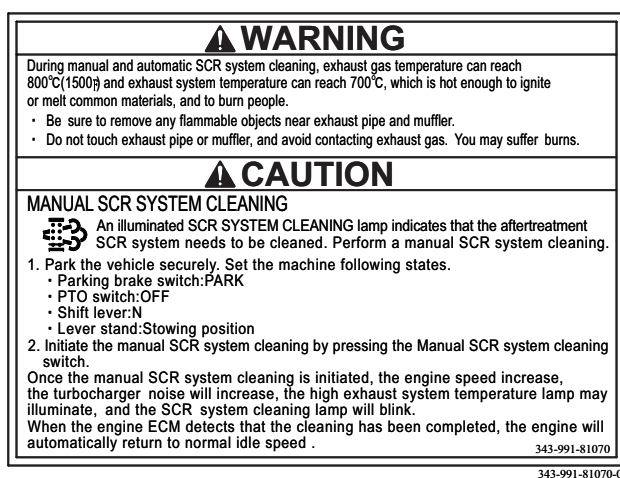 WARNING
During manual and automatic SCR system cleaning, exhaust gas temperature can reach
800℃(1500℉) and exhaust system temperature can reach 700℃, which is hot enough to ignite
or melt common materials, and to burn people.
・ Be sure to remove any flammable objects near exhaust pipe and muffler.
・ Do not touch exhaust pipe or muffler, and avoid contacting exhaust gas. You may suffer burns.
CAUTION
MANUAL SCR SYSTEM CLEANING
An illuminated SCR SYSTEM CLEANING lamp indicates that the aftertreatment
SCR system needs to be cleaned. Perform a manual SCR system cleaning.
1. Park the vehicle securely. Set the machine following states.
・Parking brake switch:PARK
・PTO switch:OFF
・Shift lever:N
・Lever stand:Stowing position
2. Initiate the manual SCR system cleaning by pressing the Manual SCR system cleaning
switch.
Once the manual SCR system cleaning is initiated, the engine speed increase,
the turbocharger noise will increase, the high exhaust system temperature lamp may
illuminate, and the SCR system cleaning lamp will blink.
When the engine ECM detects that the cleaning has been completed, the engine will
automatically return to normal idle speed .
343-991-81070
343-991-81070-0